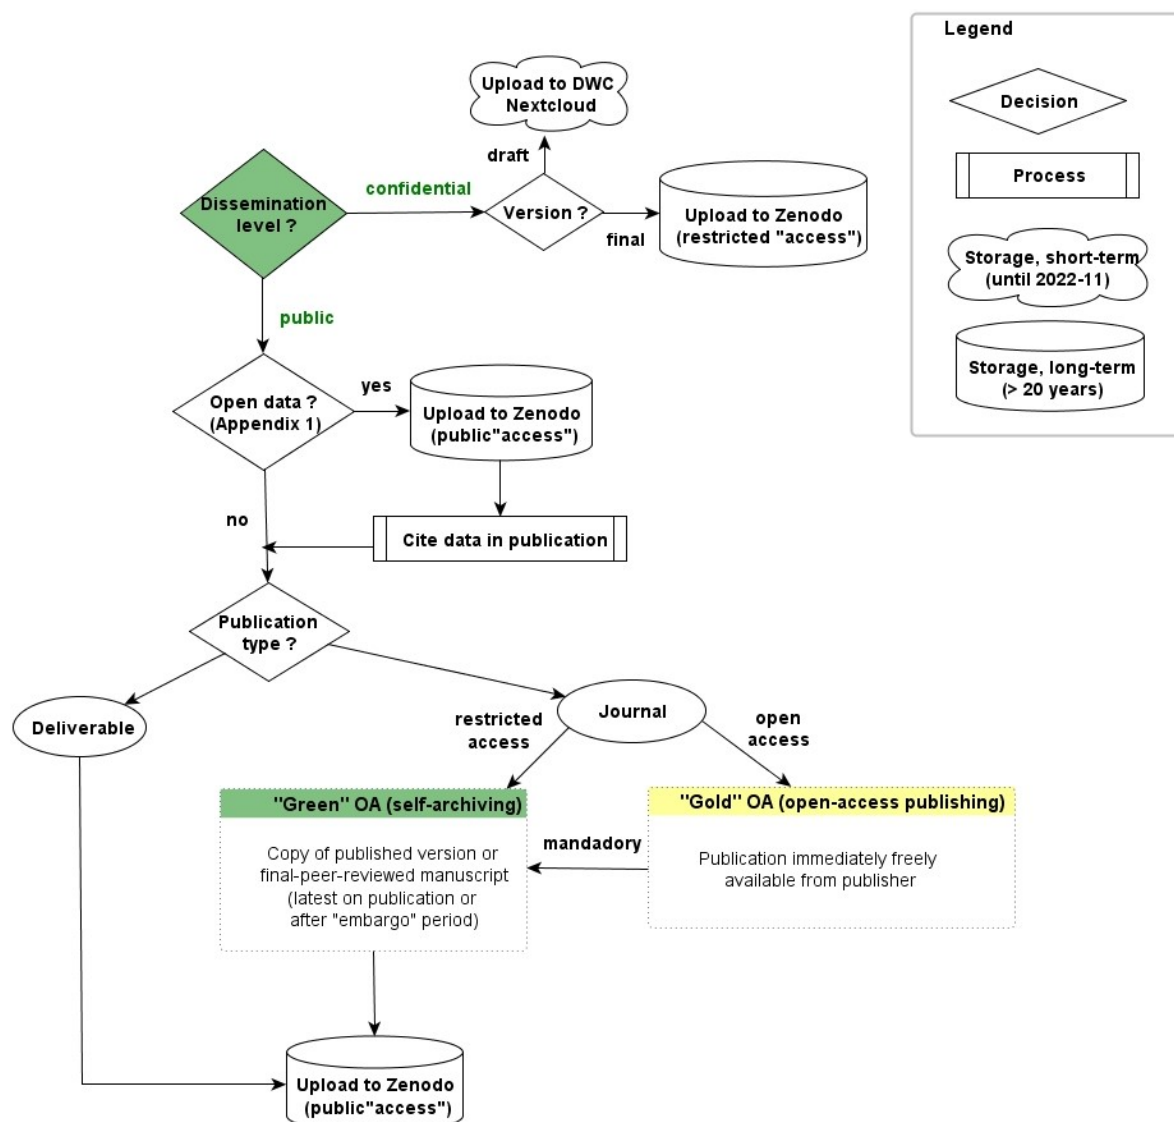 Legend
Decision
Process
Storage, short-term
(until 2022-11)
Storage, long-term
(> 20 years)
Upload to DWC
Nextcloud
draft
Dissemination
level ?
confidential
Version ?
final
Upload to Zenodo
(restricted "access")
public
Open data ?
(Appendix 1)
yes
Upload to Zenodo
(public"access")
no
Cite data in publication
Publication
type ?
Deliverable
Journal
restricted
access
open
access
"Green" OA (self-archiving)
Copy of published version or
final-peer-reviewed manuscript
(latest on publication or
after "embargo" period)
mandadory
"Gold" OA (open-access publishing)
Publication immediately freely
available from publisher
Upload to Zenodo
(public"access")